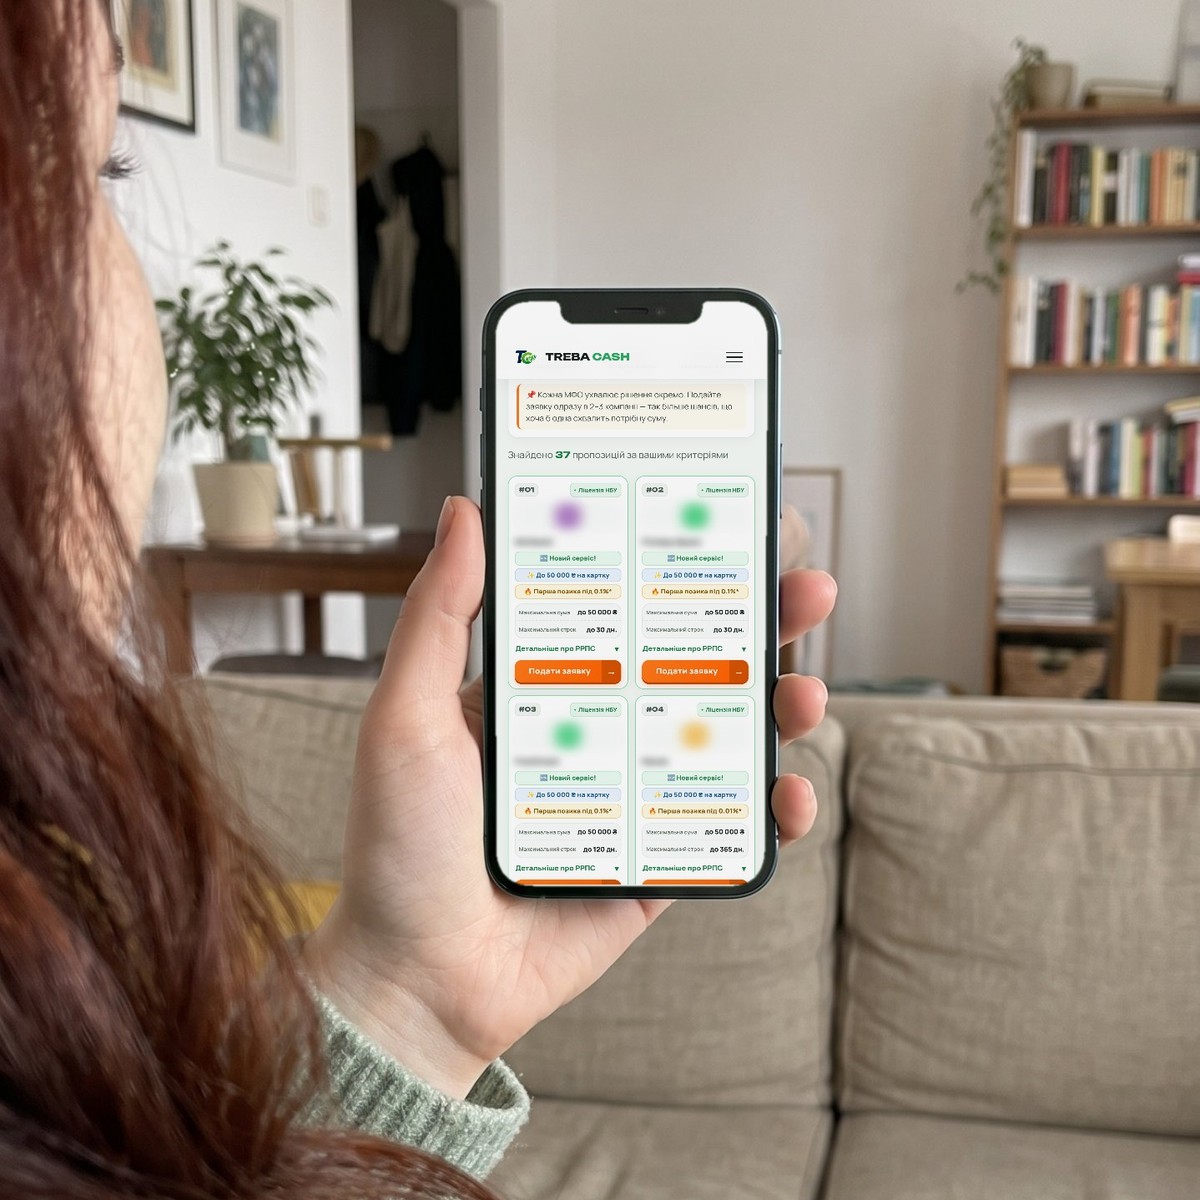 TREBA CASH
📌 Кожна МФО ухвалює рішення окремо. Подайте
заявку одразу в 2–3 компанії — так більше шансів, що
хоча б одна схвалить потрібну суму.
Знайдено 37 пропозицій за вашими критеріями
#01
• Ліцензія НБУ
🆕 Новий сервіс!
✨ До 50 000 ₴ на картку
🔥 Перша позика під 0.1%*
Максимальна сума до 50 000 ₴
Максимальний строк до 30 дн.
Детальніше про РРПС ▼
Подати заявку →
#02
• Ліцензія НБУ
🆕 Новий сервіс!
✨ До 50 000 ₴ на картку
🔥 Перша позика під 0.1%*
Максимальна сума до 50 000 ₴
Максимальний строк до 30 дн.
Детальніше про РРПС ▼
Подати заявку →
#03
• Ліцензія НБУ
🆕 Новий сервіс!
✨ До 50 000 ₴ на картку
🔥 Перша позика під 0.1%*
Максимальна сума до 50 000 ₴
Максимальний строк до 120 дн.
Детальніше про РРПС ▼
#04
• Ліцензія НБУ
🆕 Новий сервіс!
✨ До 50 000 ₴ на картку
🔥 Перша позика під 0.01%*
Максимальна сума до 50 000 ₴
Максимальний строк до 365 дн.
Детальніше про РРПС ▼